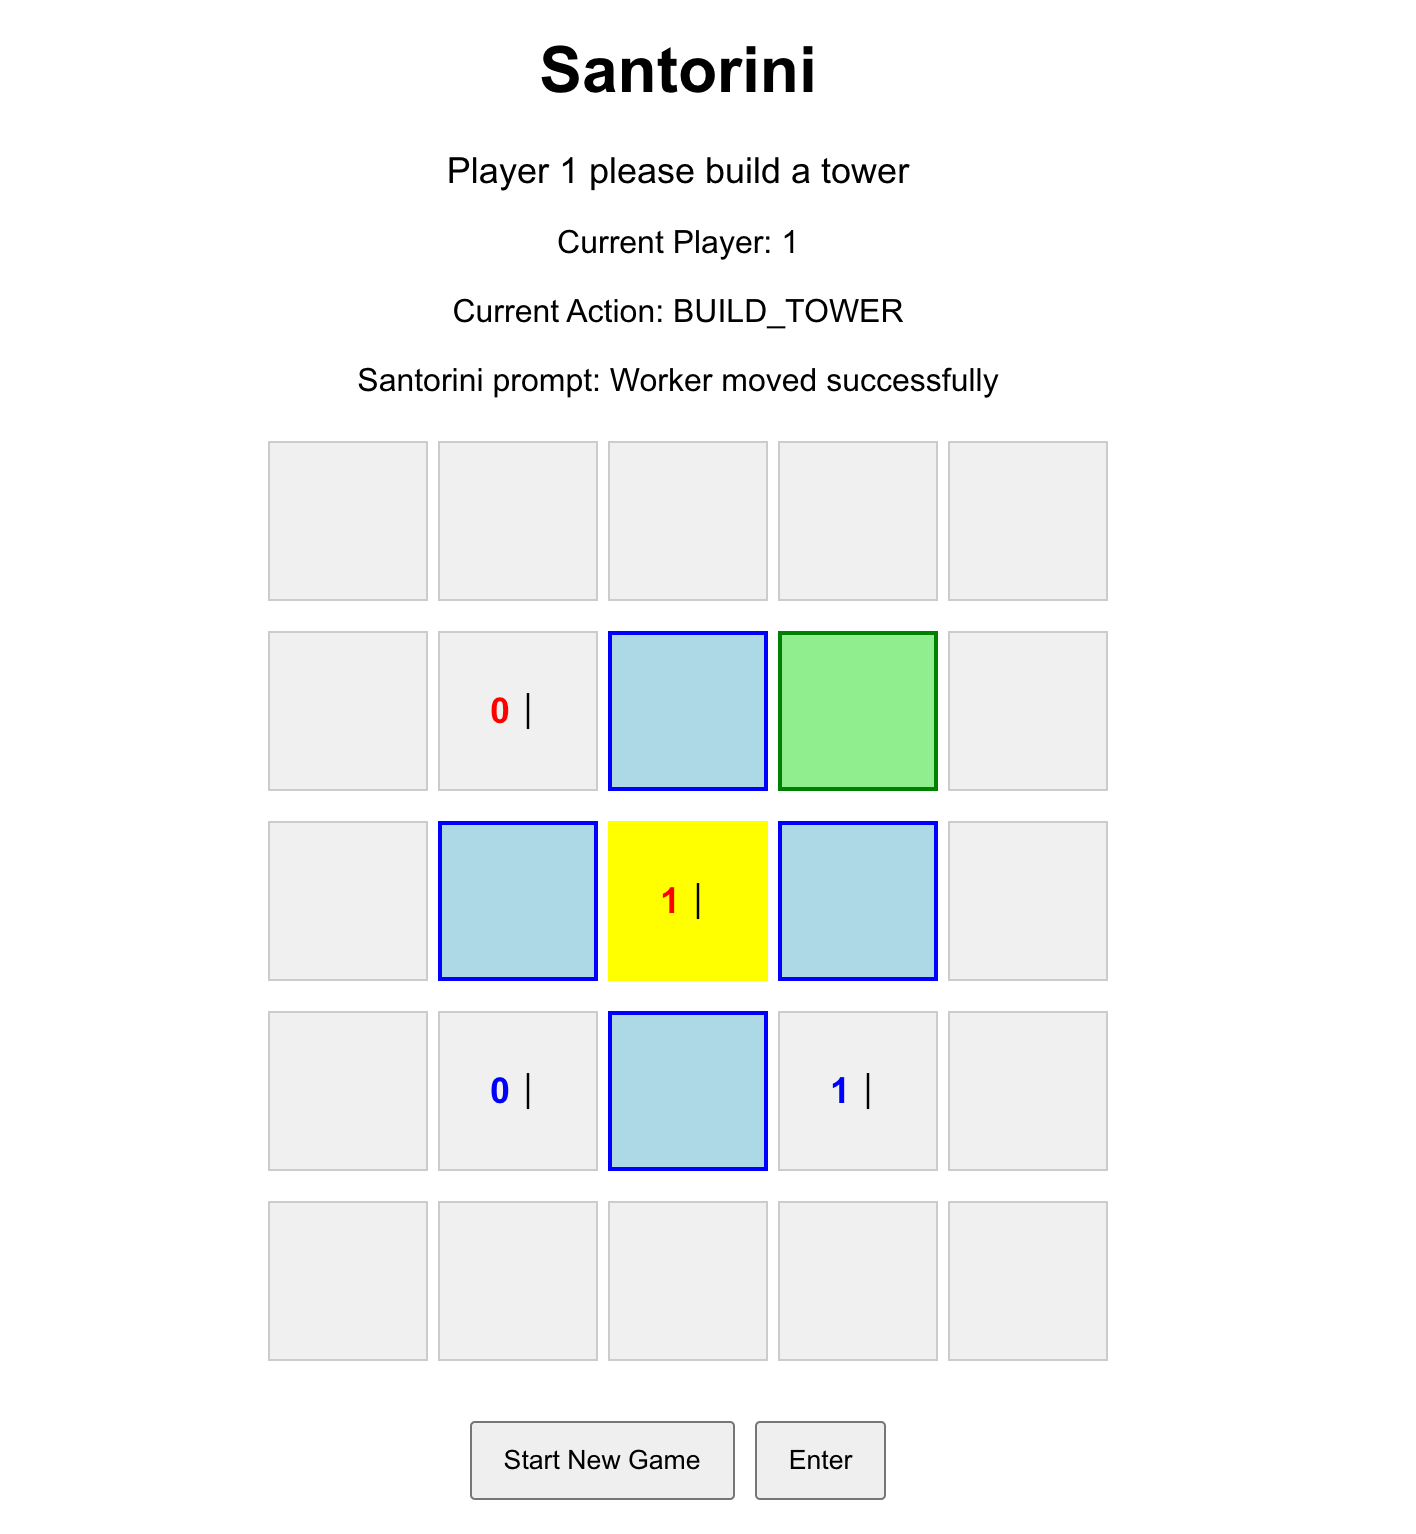 Santorini
Player 1 please build a tower
Current Player: 1
Current Action: BUILD_TOWER
Santorini prompt: Worker moved successfully
0 |
1 |
0 | 1 |
Start New Game Enter